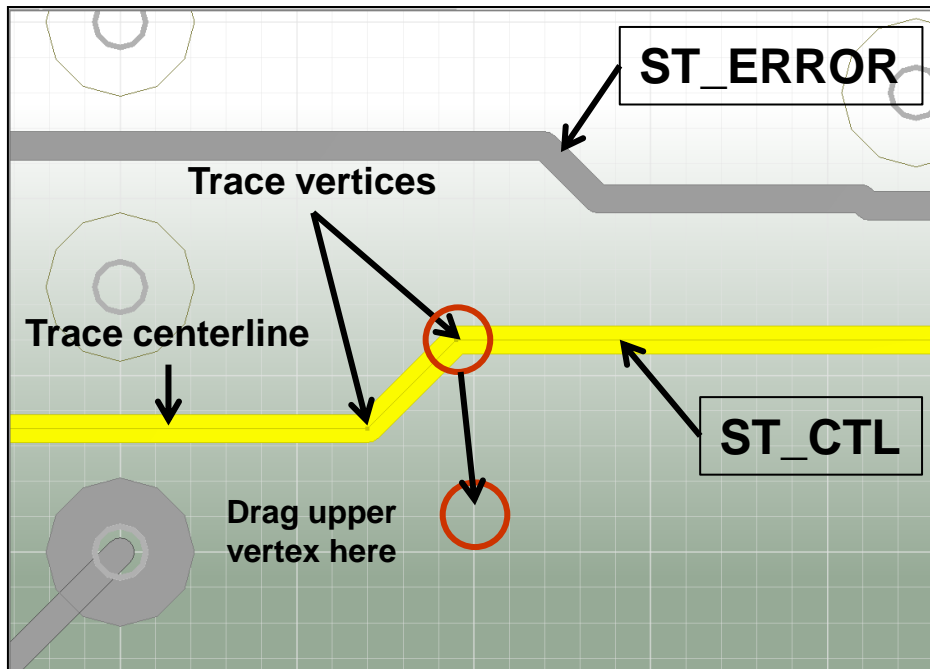 ST_ERROR
Trace vertices
Trace centerline
ST_CTL
Drag upper
vertex here